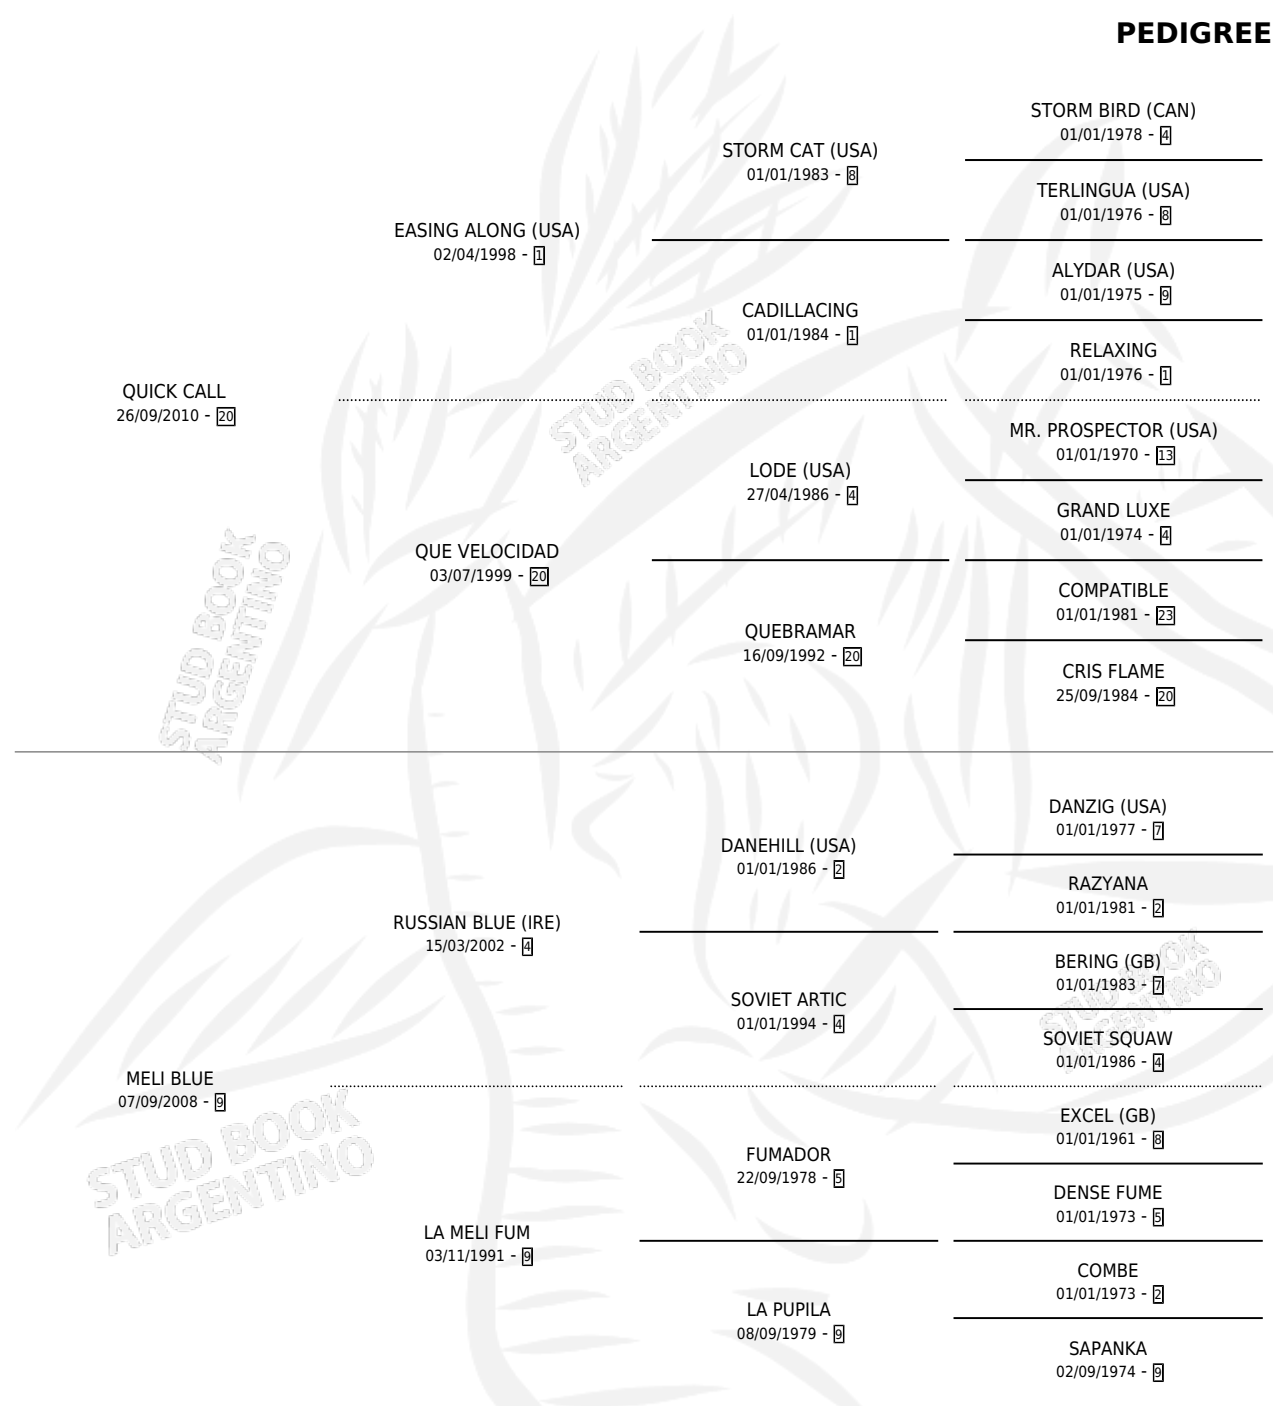 PEDIGREE
STORM BIRD (CAN)
01/01/1978 - 4
STORM CAT (USA)
01/01/1983 - 8
TERLINGUA (USA)
01/01/1976 - 8
EASING ALONG (USA)
02/04/1998 - 1
ALYDAR (USA)
01/01/1975 - 9
CADILLACING
01/01/1984 - 1
RELAXING
01/01/1976 - 1
QUICK CALL
26/09/2010 - 20
MR. PROSPECTOR (USA)
01/01/1970 - 13
LODE (USA)
27/04/1986 - 4
GRAND LUXE
01/01/1974 - 4
QUE VELOCIDAD
03/07/1999 - 20
COMPATIBLE
01/01/1981 - 23
QUEBRAMAR
16/09/1992 - 20
CRIS FLAME
25/09/1984 - 20
STUD BOOK
ARGENTINO
STUD BOOK
ARGENTINO
DANZIG (USA)
01/01/1977 - 7
DANEHILL (USA)
01/01/1986 - 2
RAZYANA
01/01/1981 - 2
RUSSIAN BLUE (IRE)
15/03/2002 - 4
BERING (GB)
01/01/1983 - 7
SOVIET ARTIC
01/01/1994 - 4
SOVIET SQUAW
01/01/1986 - 4
MELI BLUE
07/09/2008 - 9
EXCEL (GB)
01/01/1961 - 8
FUMADOR
22/09/1978 - 5
DENSE FUME
01/01/1973 - 5
LA MELI FUM
03/11/1991 - 9
COMBE
01/01/1973 - 2
LA PUPILA
08/09/1979 - 9
SAPANKA
02/09/1974 - 9
STUD BOOK
ARGENTINO
STUD BOOK
ARGENTINO